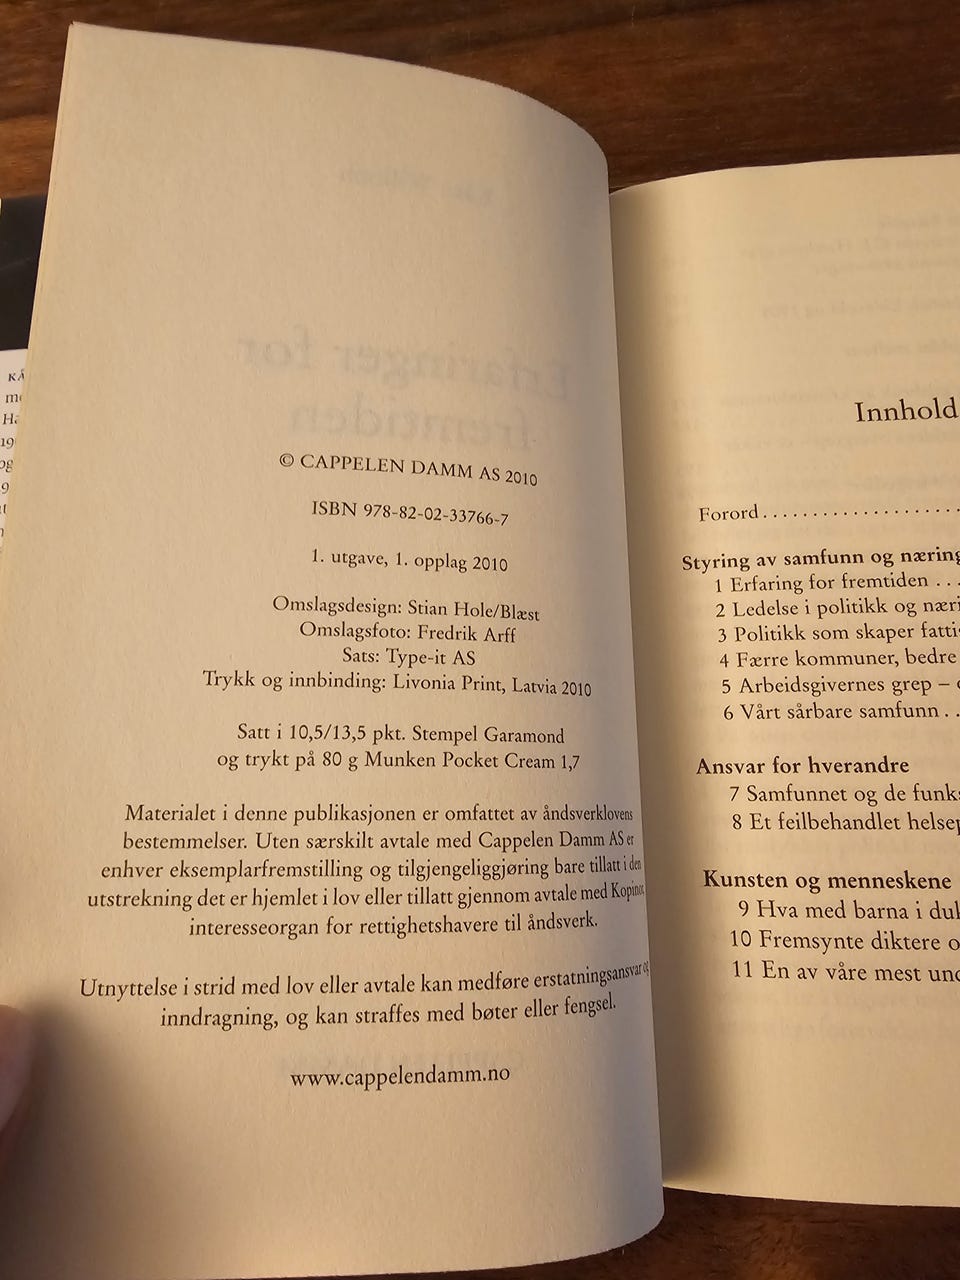 © CAPPELEN DAMM AS 2010
ISBN 978-82-02-33766-7
1. utgave, 1. opplag 2010
Omslagsdesign: Stian Hole/Blæst
Omslagsfoto: Fredrik Arff
Sats: Type-it AS
Trykk og innbinding: Livonia Print, Latvia 2010
Satt i 10,5/13,5 pkt. Stempel Garamond
og trykt på 80 g Munken Pocket Cream 1,7
Materialet i denne publikasjonen er omfattet av åndsverklovens
bestemmelser. Uten særskilt avtale med Cappelen Damm AS er
enhver eksemplarfremstilling og tilgjengeliggjøring bare tillatt i den
utstrekning det er hjemlet i lov eller tillatt gjennom avtale med Kopinor,
interesseorgan for rettighetshavere til åndsverk.
Utnyttelse i strid med lov eller avtale kan medføre erstatningsansvar og
inndragning, og kan straffes med bøter eller fengsel.
www.cappelendamm.no
Innhold
Forord . . . . . . . . . . . . . . . . . . . .
Styring av samfunn og næring
1 Erfaring for fremtiden . . .
2 Ledelse i politikk og næri
3 Politikk som skaper fatti
4 Færre kommuner, bedre
5 Arbeidsgivernes grep –
6 Vårt sårbare samfunn . .
Ansvar for hverandre
7 Samfunnet og de funks
8 Et feilbehandlet helsep
Kunsten og menneskene
9 Hva med barna i duk
10 Fremsynte diktere o
11 En av våre mest und